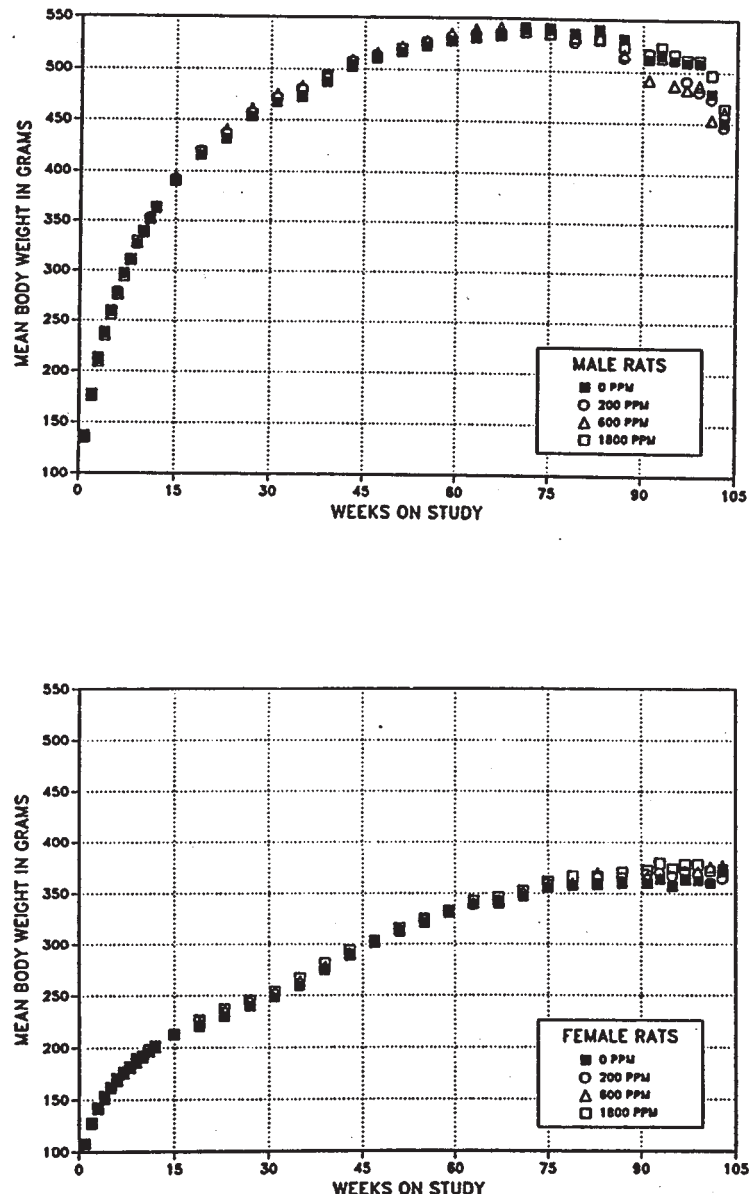 550
500
450
400
350
300
250
200
150
100
MEAN BODY WEIGHT IN GRAMS
MALE RATS
0 PPM
200 PPM
600 PPM
1800 PPM
0 15 30 45 60 75 90 105
WEEKS ON STUDY
550
500
450
400
350
300
250
200
150
100
MEAN BODY WEIGHT IN GRAMS
FEMALE RATS
0 PPM
200 PPM
600 PPM
1800 PPM
0 15 30 45 60 75 90 105
WEEKS ON STUDY